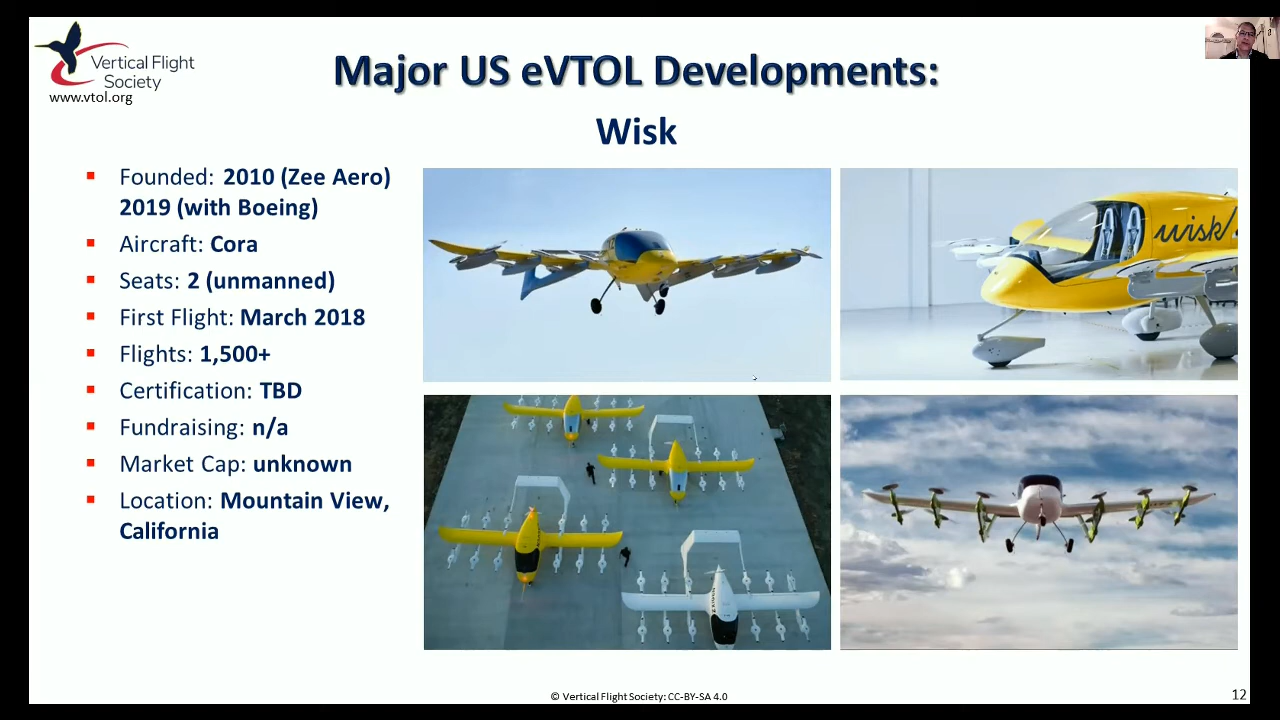 Vertical Flight
Society
www.vtol.org
Major US eVTOL Developments:
Wisk
Founded: 2010 (Zee Aero)
2019 (with Boeing)
Aircraft: Cora
Seats: 2 (unmanned)
First Flight: March 2018
Flights: 1,500+
Certification: TBD
Fundraising: n/a
Market Cap: unknown
Location: Mountain View,
California
wisk/
© Vertical Flight Society: CC-BY-SA 4.0
12